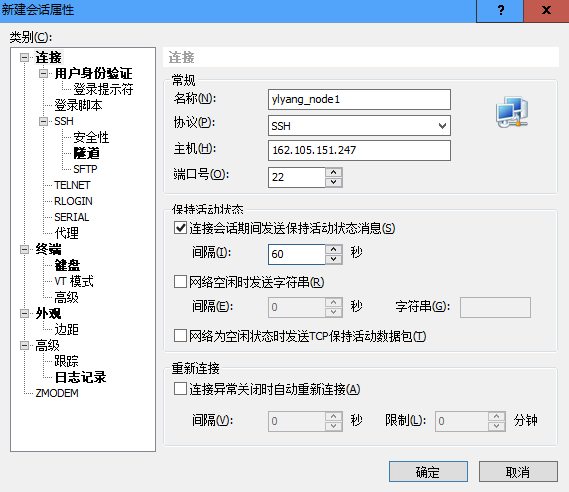 新建会话属性
?
x
类别(C):
连接
用户身份验证
登录提示符
登录脚本
SSH
安全性
隧道
SFTP
TELNET
RLOGIN
SERIAL
代理
终端
键盘
VT 模式
高级
外观
边距
高级
跟踪
日志记录
ZMODEM
连接
常规
名称(N): ylyang_node1
协议(P): SSH
主机(H): 162.105.151.247
端口号(O): 22
保持活动状态
连接会话期间发送保持活动状态消息(S)
间隔(I): 60 秒
网络空闲时发送字符串(R)
间隔(E): 0 秒 字符串(G):
网络为空闲状态时发送TCP保持活动数据包(T)
重新连接
连接异常关闭时自动重新连接(A)
间隔(V): 0 秒 限制(L): 0 分钟
确定 取消